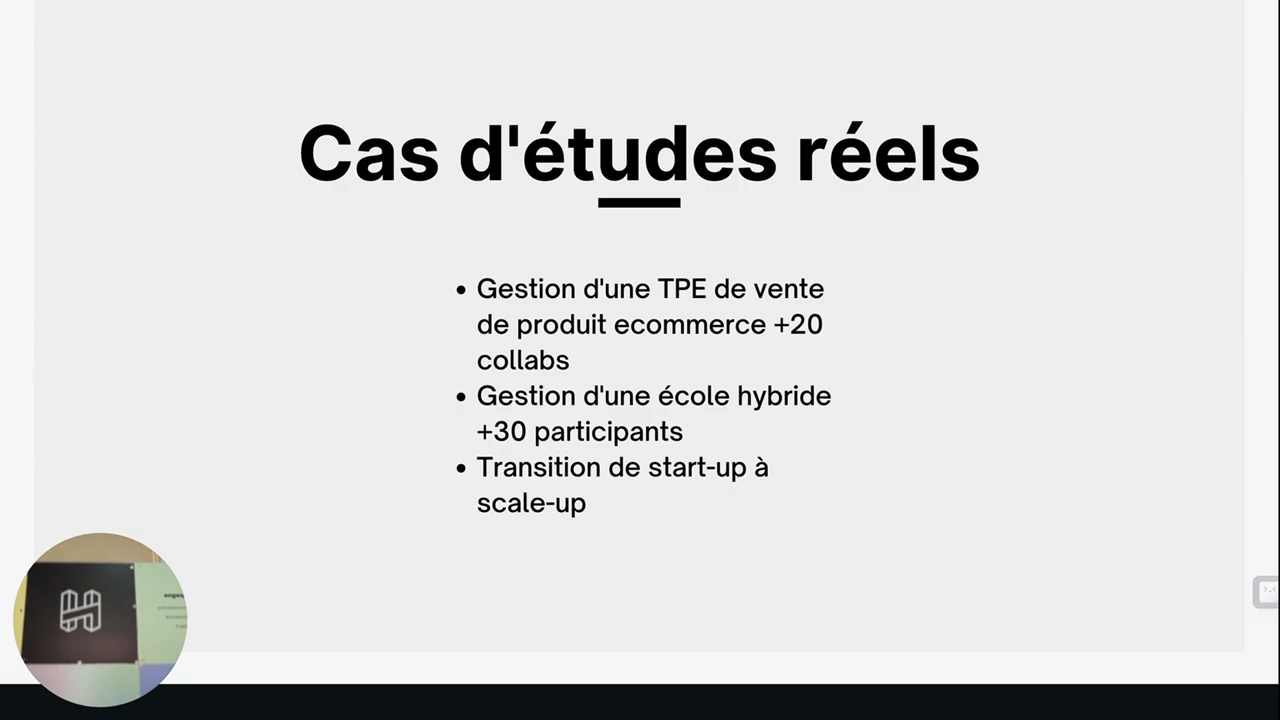 Cas d'études réels
• Gestion d'une TPE de vente
de produit ecommerce +20
collabs
• Gestion d'une école hybride
+30 participants
• Transition de start-up à
scale-up
H